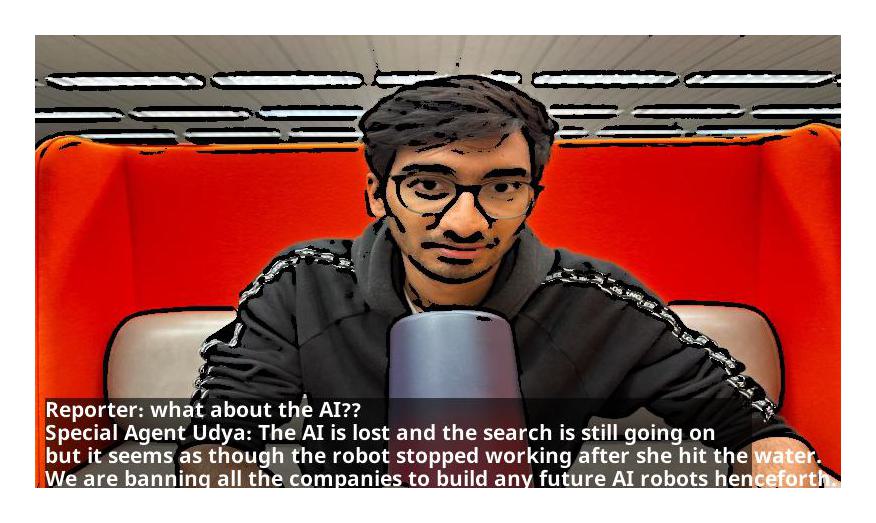 Reporter: what about the AI??
Special Agent Udya: The AI is lost and the search is still going on
but it seems as though the robot stopped working after she hit the water.
We are banning all the companies to build any future AI robots henceforth.